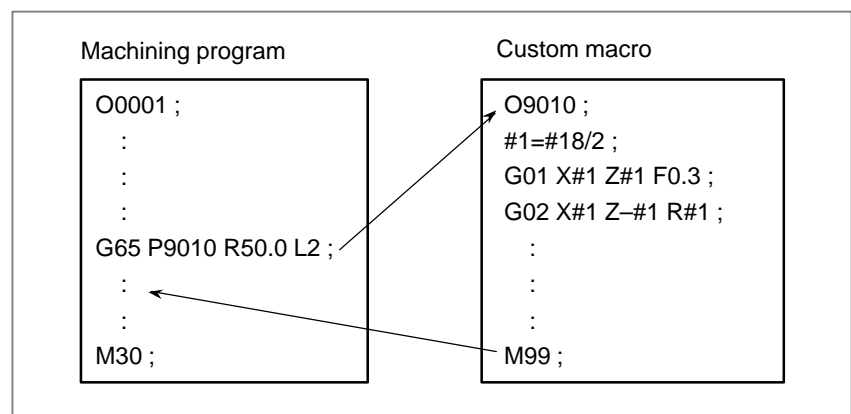 Machining program
O0001 ;
:
:
:
G65 P9010 R50.0 L2 ;
:
:
M30 ;
Custom macro
O9010 ;
#1=#18/2 ;
G01 X#1 Z#1 F0.3 ;
G02 X#1 Z–#1 R#1 ;
:
:
:
M99 ;